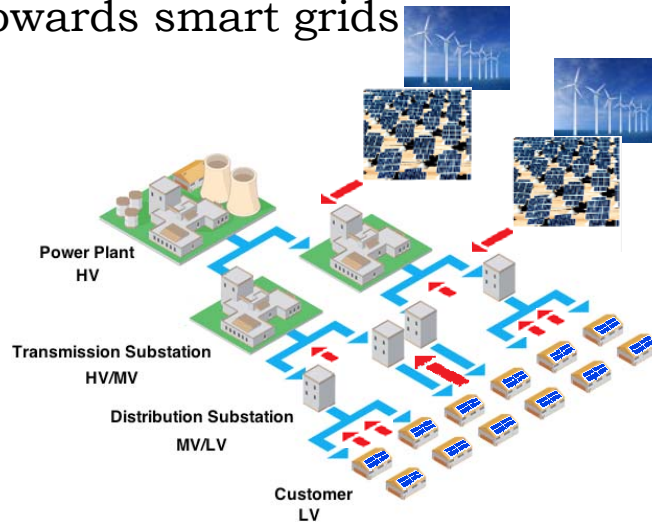 owards smart grids
Power Plant
HV
Transmission Substation
HV/MV
Distribution Substation
MV/LV
Customer
LV